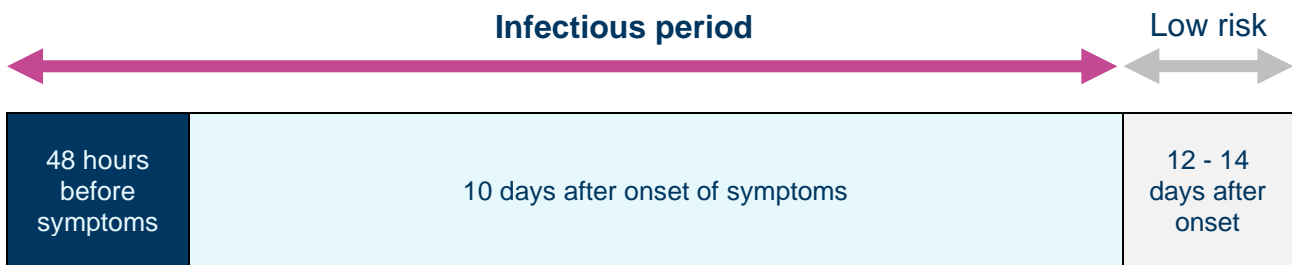 Infectious period
Low risk
48 hours
before
symptoms
10 days after onset of symptoms
12 - 14
days after
onset